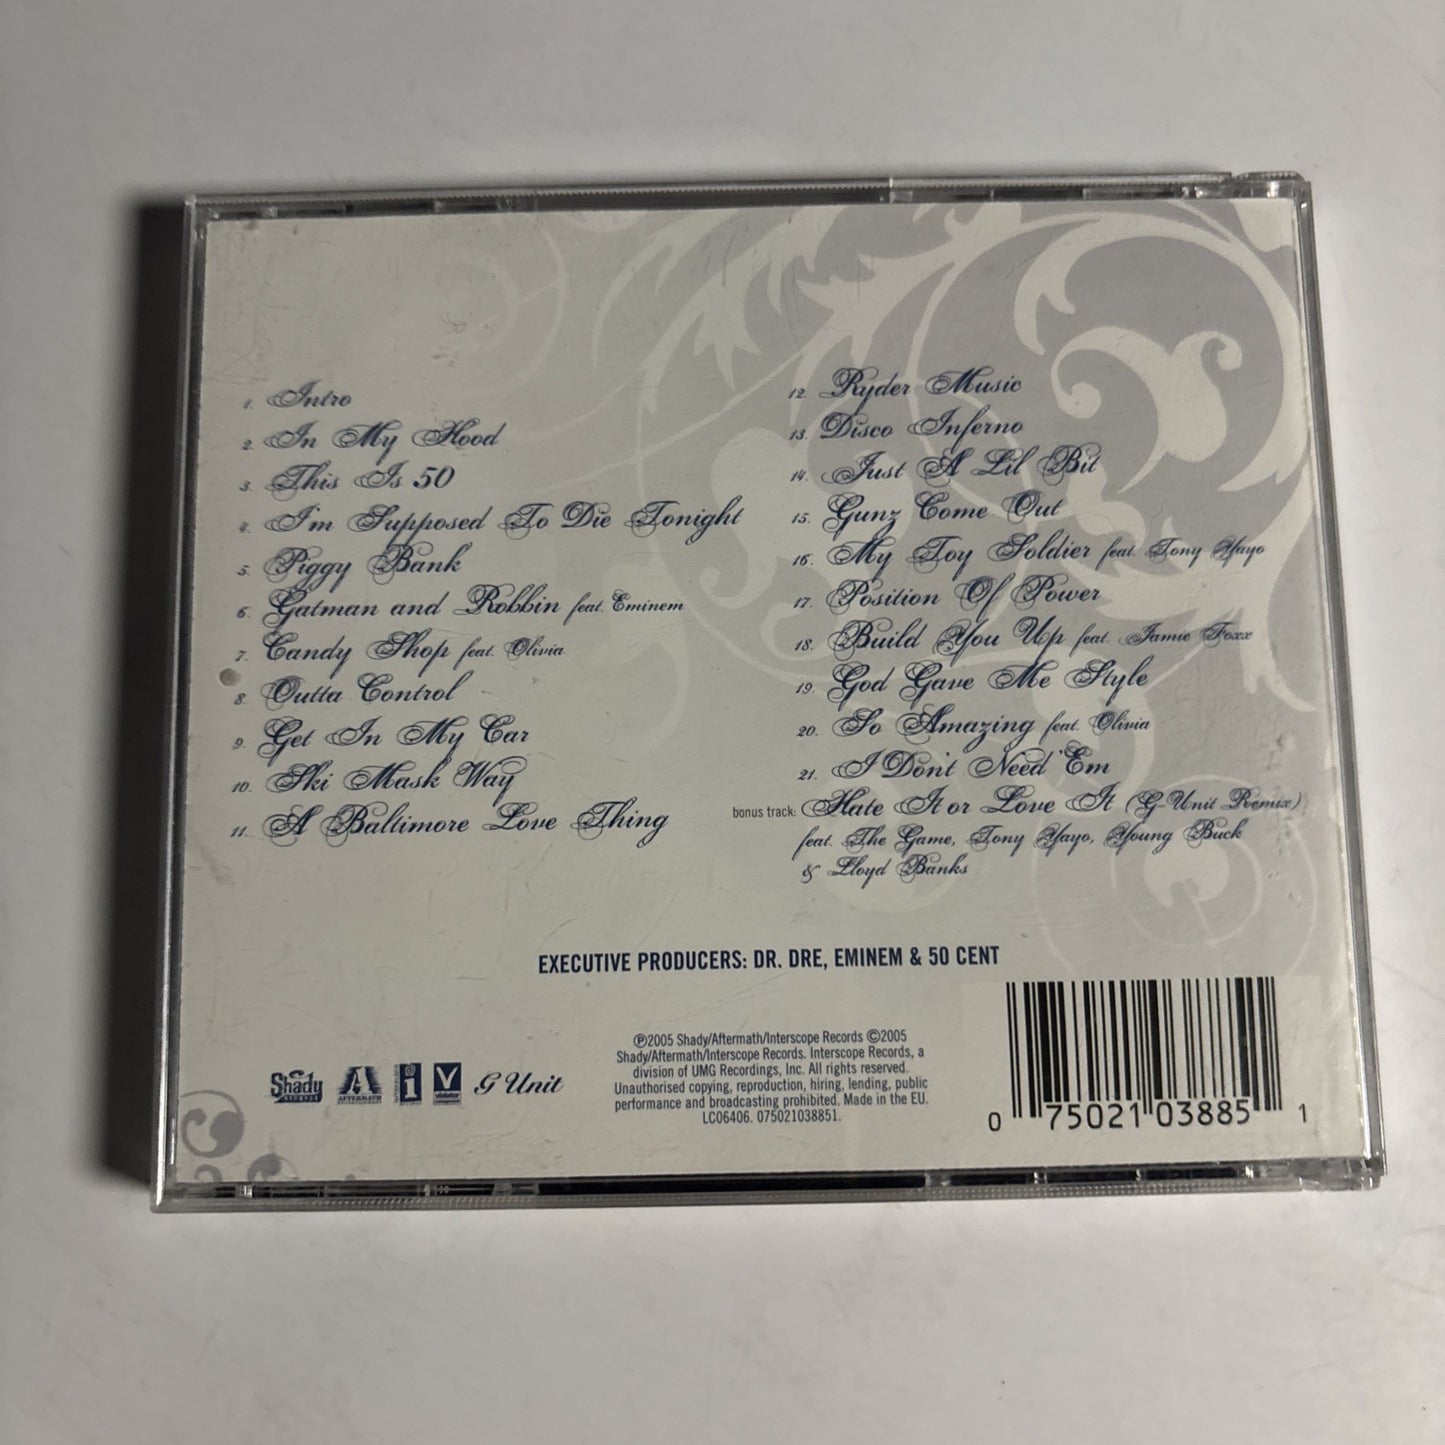 1. Intro
2. In My Hood
3. This Is 50
4. I'm Supposed To Die Tonight
5. Piggy Bank
6. Gatman and Robbin feat. Eminem
7. Candy Shop feat. Olivia
8. Outta Control
9. Get In My Car
10. Ski Mask Way
11. A Baltimore Love Thing
12. Ryder Music
13. Disco Inferno
14. Just A Lil Bit
15. Gunz Come Out
16. My Toy Soldier feat. Tony Yayo
17. Position Of Power
18. Build You Up feat. Jamie Foxx
19. God Gave Me Style
20. So Amazing feat. Olivia
21. I Don't Need 'Em
bonus track: Hate It or Love It (G-Unit Remix)
feat. The Game, Tony Yayo, Young Buck
& Lloyd Banks
EXECUTIVE PRODUCERS: DR. DRE, EMINEM & 50 CENT
Shady
RECORDS
AFTERMATH
i
V
violator
G Unit
℗2005 Shady/Aftermath/Interscope Records ©2005
Shady/Aftermath/Interscope Records. Interscope Records, a
division of UMG Recordings, Inc. All rights reserved.
Unauthorised copying, reproduction, hiring, lending, public
performance and broadcasting prohibited. Made in the EU.
LC06406. 075021038851.
0 75021 03885 1